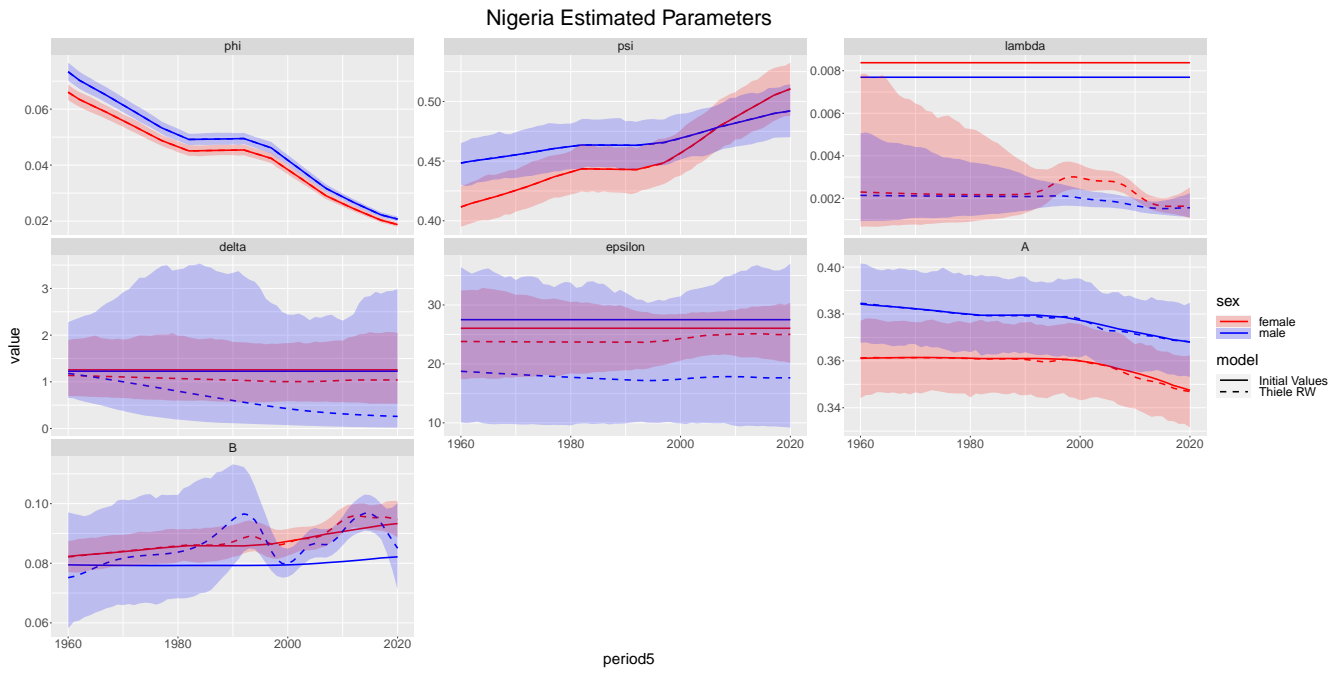 Nigeria Estimated Parameters
phi
psi
lambda
0.06
0.04
0.02
0.50
0.45
0.40
0.008
0.006
0.004
0.002
delta
epsilon
A
value
3
2
1
0
30
20
10
0.40
0.38
0.36
0.34
1960
1980
2000
2020
1960
1980
2000
2020
B
0.10
0.08
0.06
1960
1980
2000
2020
period5
sex
female
male
model
Initial Values
Thiele RW